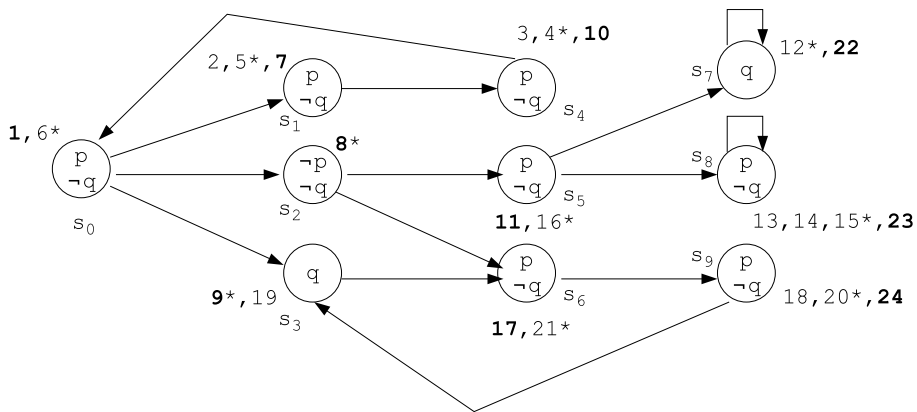 3,4*,10
12*,22
2,5*,7
p
¬q
s1
p
¬q
s4
s7
q
1,6*
p
¬q
s0
8*
¬p
¬q
s2
p
¬q
s5
11,16*
s8
p
¬q
13,14,15*,23
9*,19
q
s3
p
¬q
s6
17,21*
s9
p
¬q
18,20*,24